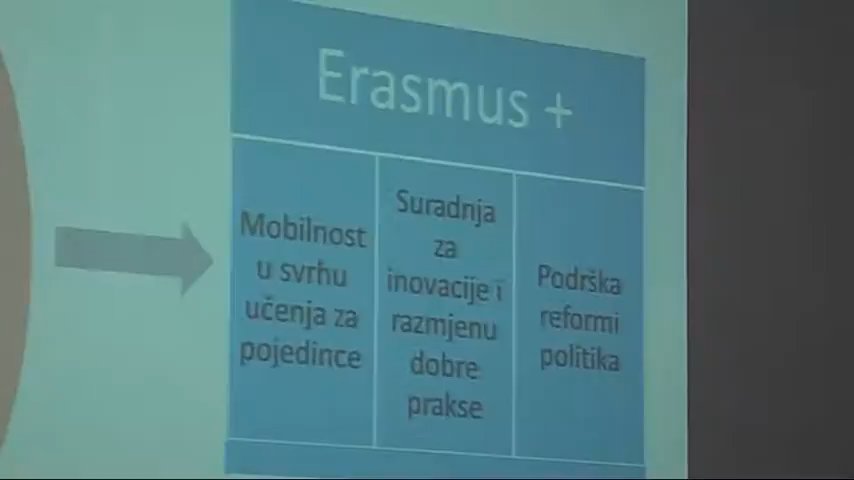 Erasmus +
Mobilnost
u svrhu
učenja za
pojedince
Suradnja
za
inovacije i
razmjenu
dobre
prakse
Podrška
reformi
politika